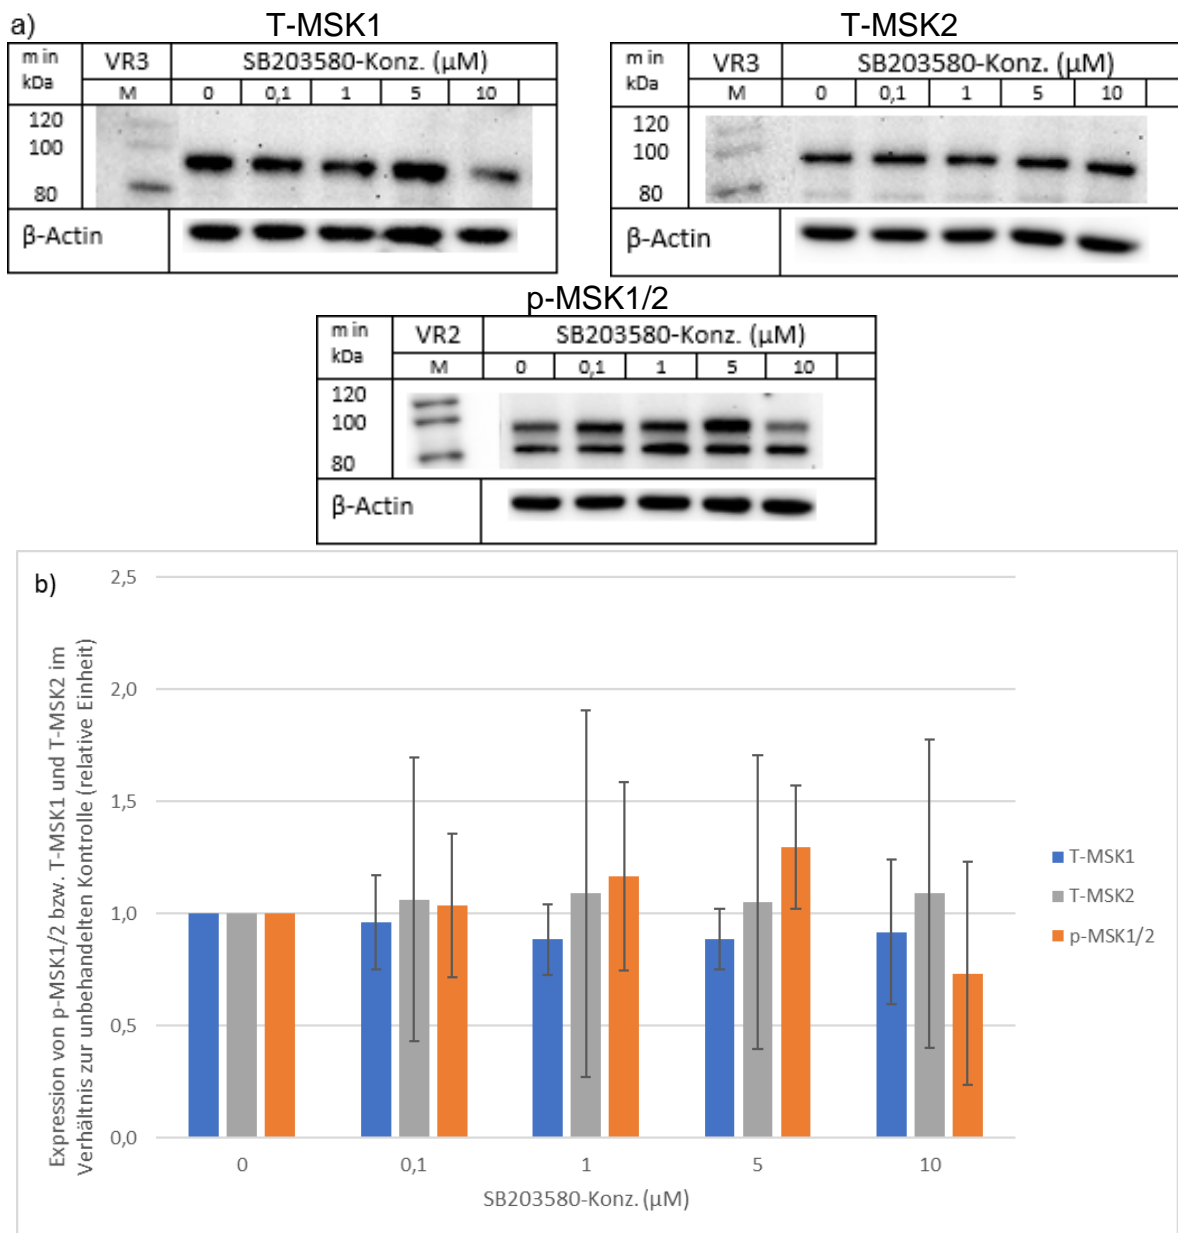 a)
T-MSK1
m in kDa
VR3
SB203580-Konz. (µM)
M
0
0,1
1
5
10
120
100
80
β-Actin
T-MSK2
m in kDa
VR3
SB203580-Konz. (µM)
M
0
0,1
1
5
10
120
100
80
β-Actin
p-MSK1/2
m in kDa
VR2
SB203580-Konz. (µM)
M
0
0,1
1
5
10
120
100
80
β-Actin
b)
Expression von p-MSK1/2 bzw. T-MSK1 und T-MSK2 im
Verhältnis zur unbehandelten Kontrolle (relative Einheit)
2,5
2,0
1,5
1,0
0,5
0,0
0
0,1
1
5
10
SB203580-Konz. (µM)
T-MSK1
T-MSK2
p-MSK1/2